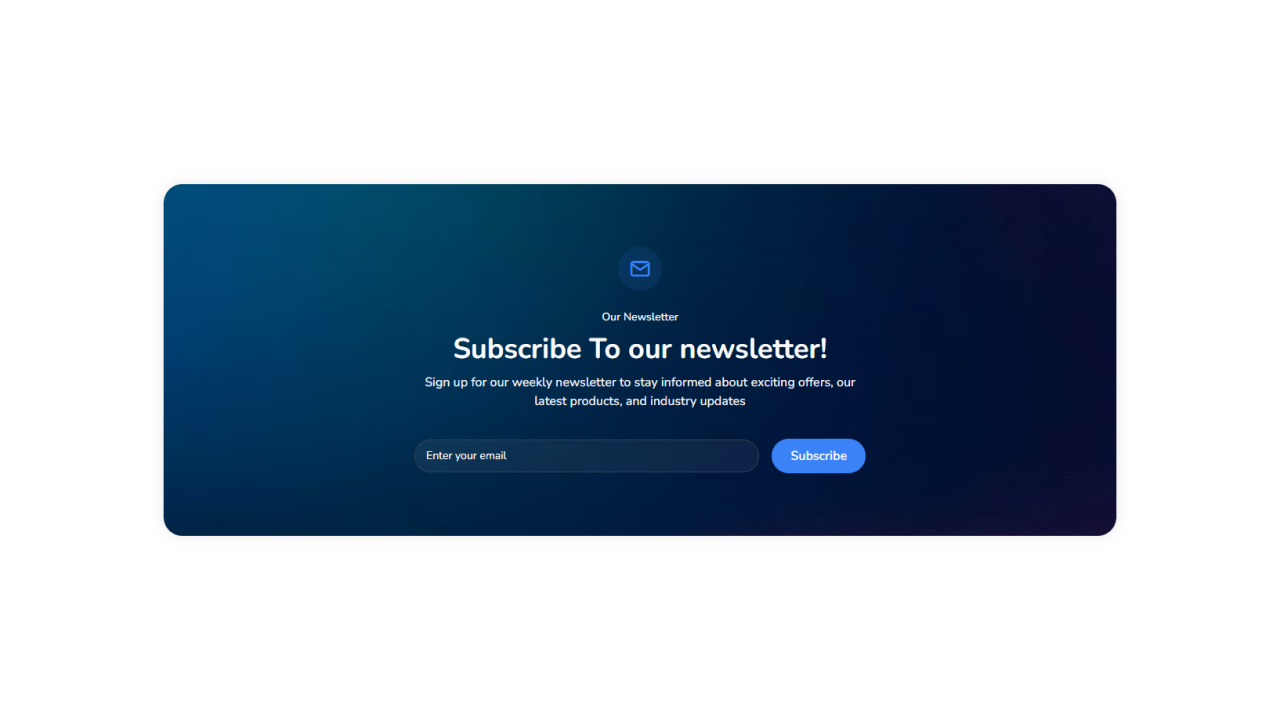 Our Newsletter
Subscribe To our newsletter!
Sign up for our weekly newsletter to stay informed about exciting offers, our
latest products, and industry updates
Enter your email
Subscribe